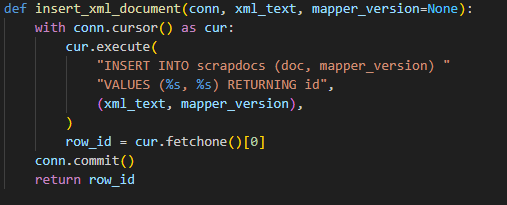 def insert_xml_document(conn, xml_text, mapper_version=None):
    with conn.cursor() as cur:
        cur.execute(
            "INSERT INTO scrapdocs (doc, mapper_version) "
            "VALUES (%s, %s) RETURNING id",
            (xml_text, mapper_version),
        )
        row_id = cur.fetchone()[0]
    conn.commit()
    return row_id